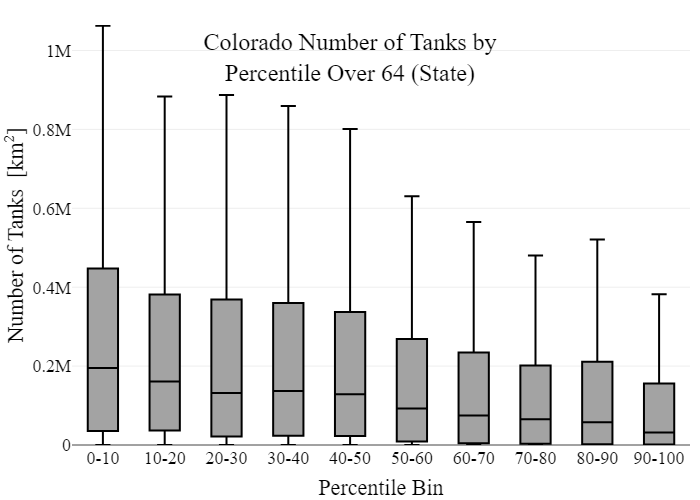 Colorado Number of Tanks by
Percentile Over 64 (State)
Number of Tanks [km²]
1M
0.8M
0.6M
0.4M
0.2M
0
0-10 10-20 20-30 30-40 40-50 50-60 60-70 70-80 80-90 90-100
Percentile Bin